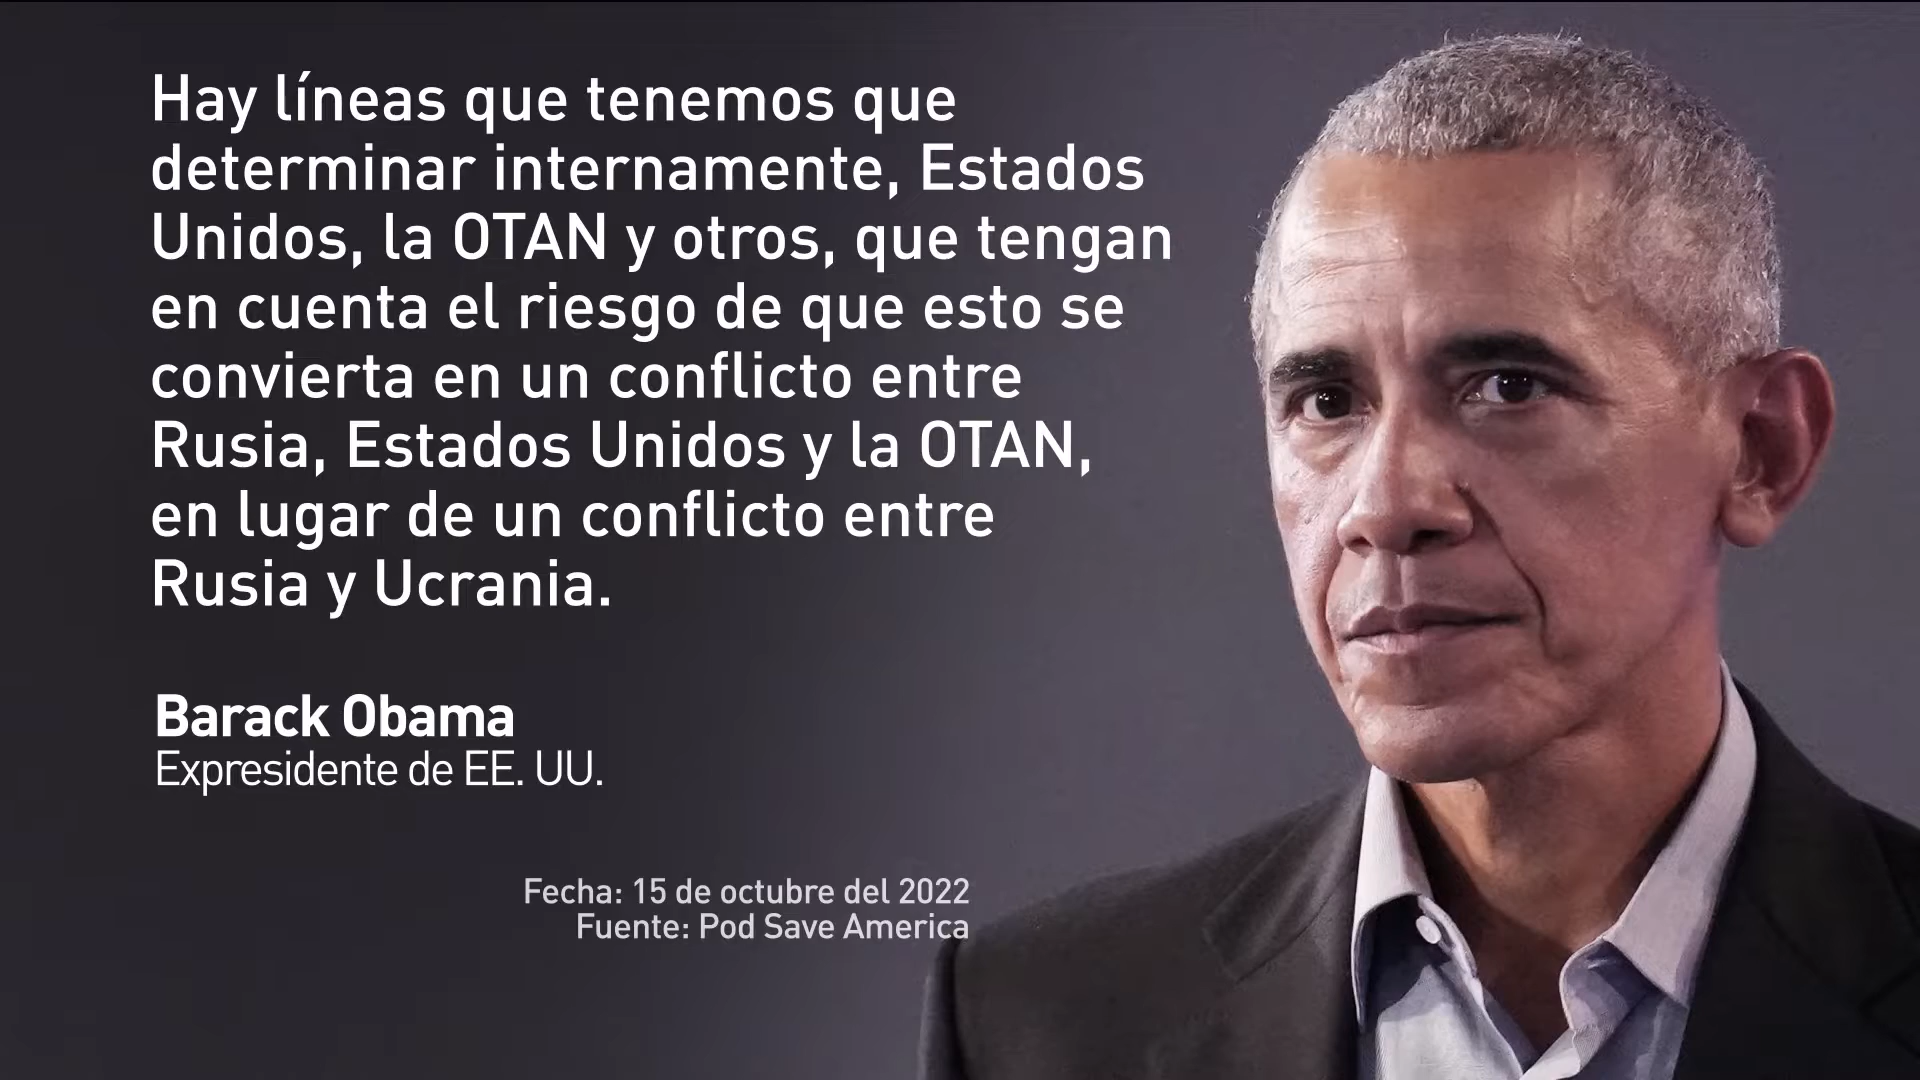 Hay líneas que tenemos que
determinar internamente, Estados
Unidos, la OTAN y otros, que tengan
en cuenta el riesgo de que esto se
convierta en un conflicto entre
Rusia, Estados Unidos y la OTAN,
en lugar de un conflicto entre
Rusia y Ucrania.
Barack Obama
Expresidente de EE. UU.
Fecha: 15 de octubre del 2022
Fuente: Pod Save America